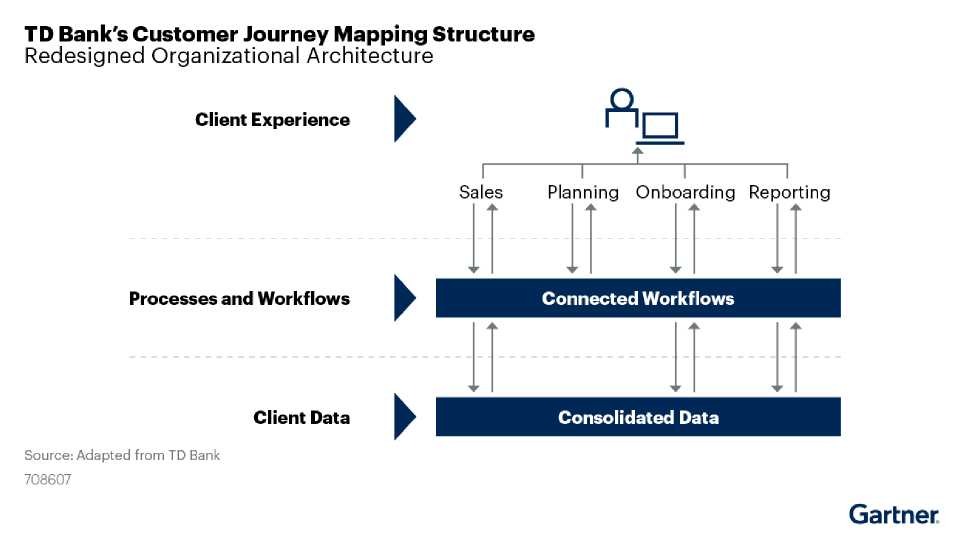 TD Bank's Customer Journey Mapping Structure
Redesigned Organizational Architecture
Client Experience
Sales Planning Onboarding Reporting
Processes and Workflows
Connected Workflows
Client Data
Consolidated Data
Source: Adapted from TD Bank
708607
Gartner